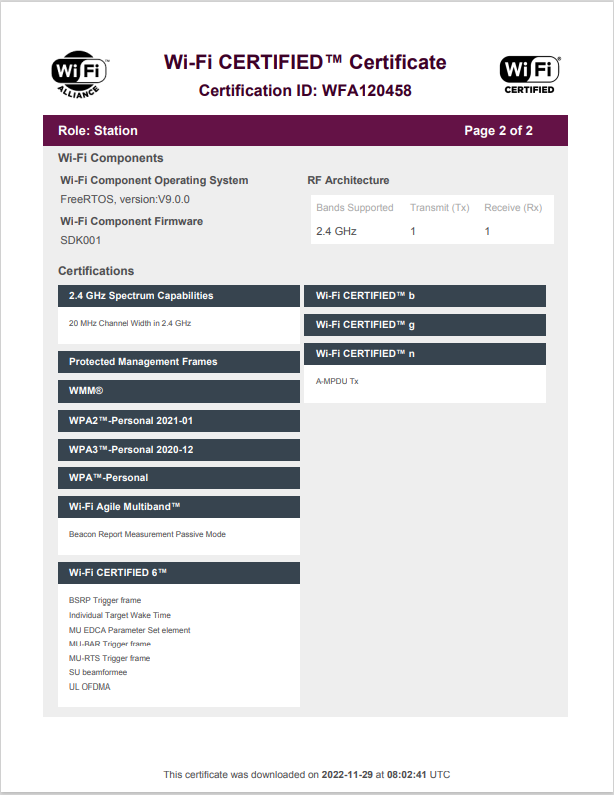 Wi-Fi CERTIFIED™ Certificate
Certification ID: WFA120458
Wi Fi ™
ALLIANCE
Wi Fi ®
CERTIFIED
Role: Station
Page 2 of 2
Wi-Fi Components
Wi-Fi Component Operating System
FreeRTOS, version:V9.0.0
Wi-Fi Component Firmware
SDK001
RF Architecture
Bands Supported Transmit (Tx) Receive (Rx)
2.4 GHz 1 1
Certifications
2.4 GHz Spectrum Capabilities
20 MHz Channel Width in 2.4 GHz
Protected Management Frames
WMM®
WPA2™-Personal 2021-01
WPA3™-Personal 2020-12
WPA™-Personal
Wi-Fi Agile Multiband™
Beacon Report Measurement Passive Mode
Wi-Fi CERTIFIED 6™
BSRP Trigger frame
Individual Target Wake Time
MU EDCA Parameter Set element
MU-BAR Trigger frame
MU-RTS Trigger frame
SU beamformee
UL OFDMA
Wi-Fi CERTIFIED™ b
Wi-Fi CERTIFIED™ g
Wi-Fi CERTIFIED™ n
A-MPDU Tx
This certificate was downloaded on 2022-11-29 at 08:02:41 UTC